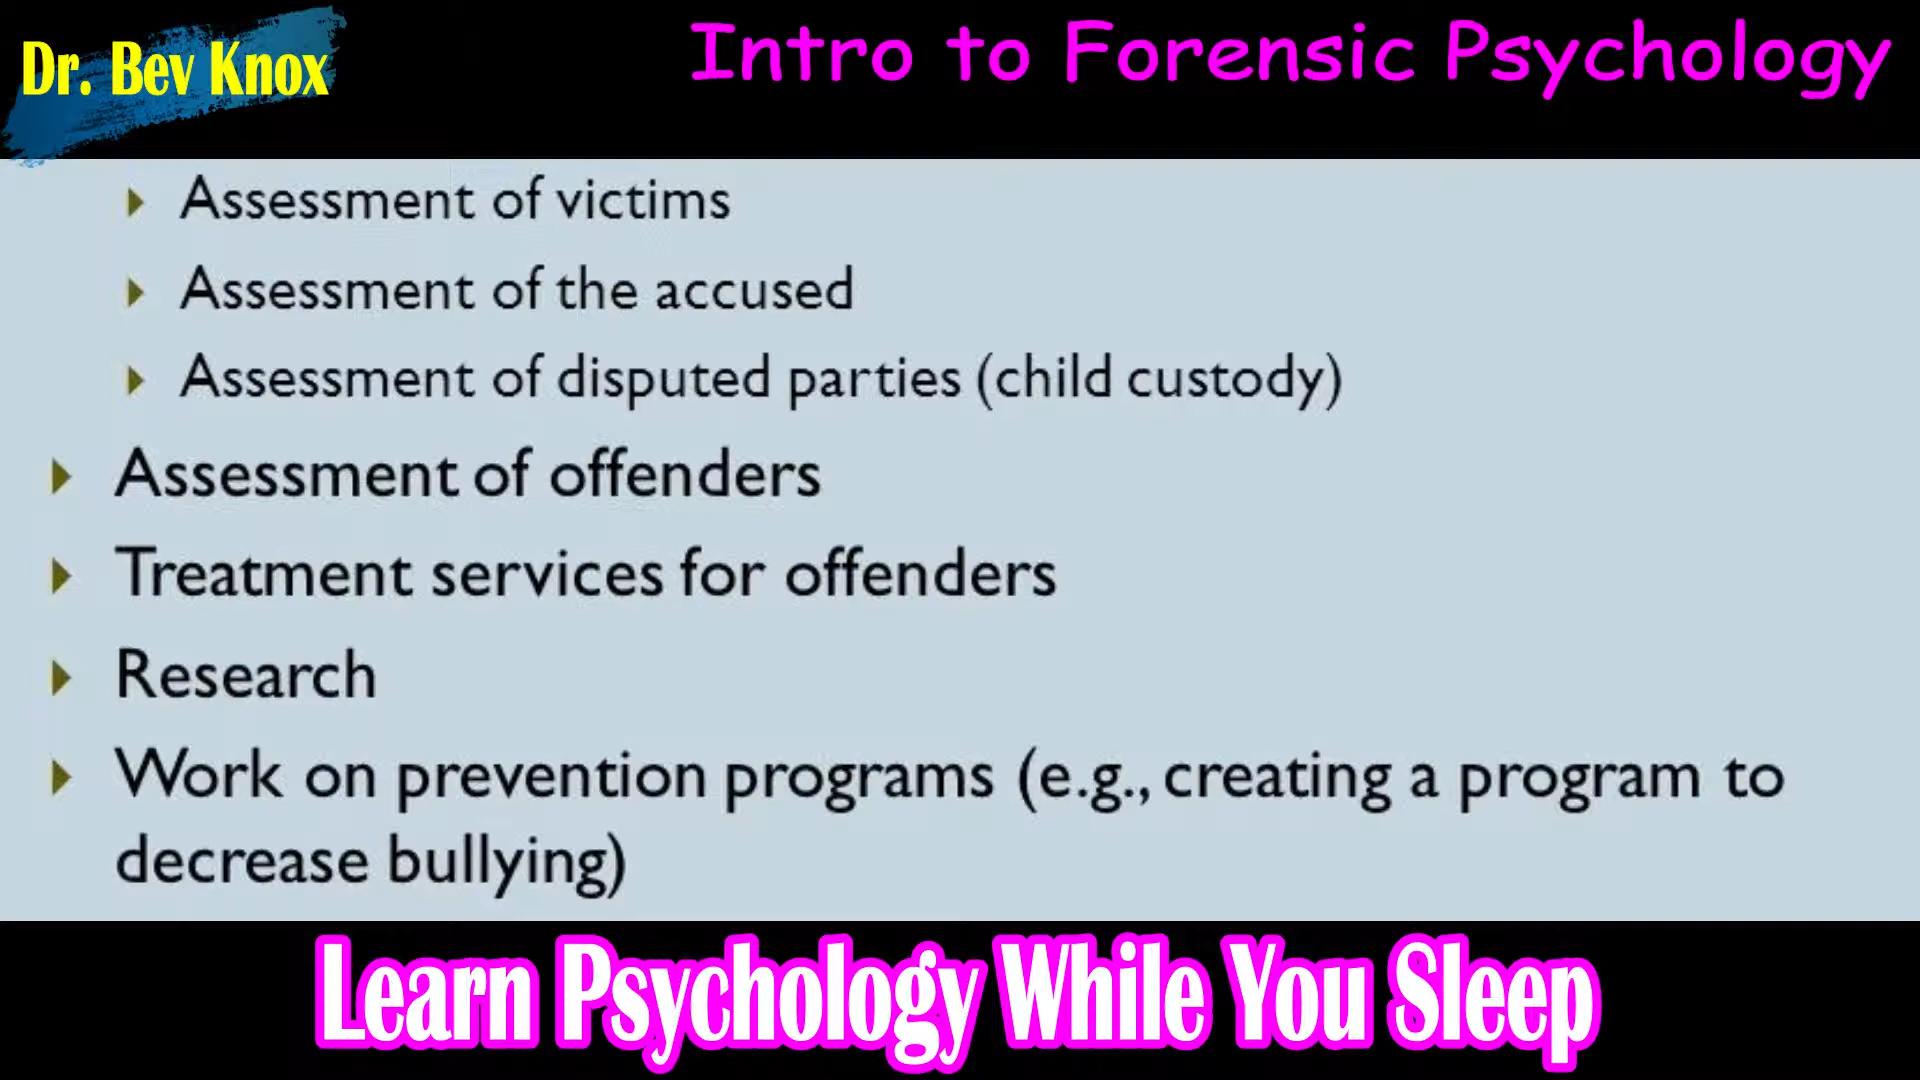 Dr. Bev Knox
Intro to Forensic Psychology
Assessment of victims
Assessment of the accused
Assessment of disputed parties (child custody)
Assessment of offenders
Treatment services for offenders
Research
Work on prevention programs (e.g., creating a program to
decrease bullying)
Learn Psychology While You Sleep